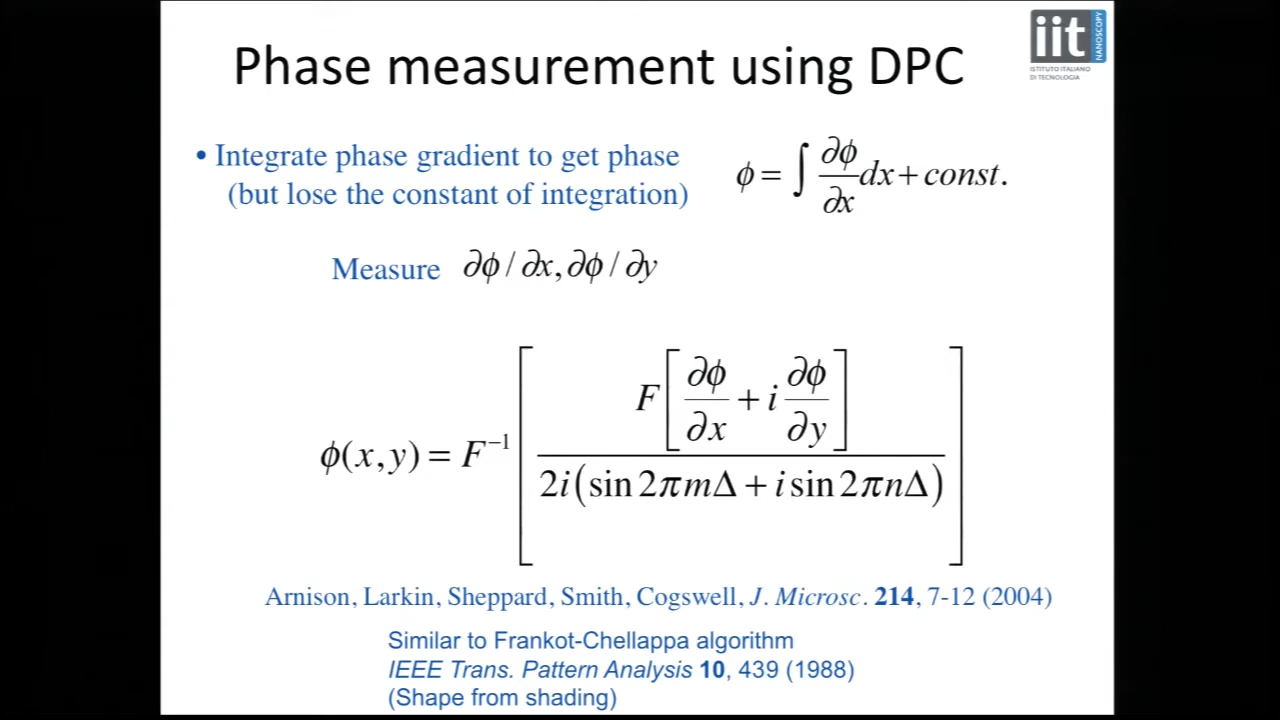 iit
NANOSCOPY
ISTITUTO ITALIANO
DI TECNOLOGIA
Phase measurement using DPC
• Integrate phase gradient to get phase
(but lose the constant of integration)
ϕ = ∫ ∂ϕ/∂x dx + const.
Measure ∂ϕ / ∂x, ∂ϕ / ∂y
ϕ(x, y) = F⁻¹ [ F[ ∂ϕ/∂x + i ∂ϕ/∂y ] / 2i(sin 2πmΔ + i sin 2πnΔ) ]
Arnison, Larkin, Sheppard, Smith, Cogswell, J. Microsc. 214, 7-12 (2004)
Similar to Frankot-Chellappa algorithm
IEEE Trans. Pattern Analysis 10, 439 (1988)
(Shape from shading)